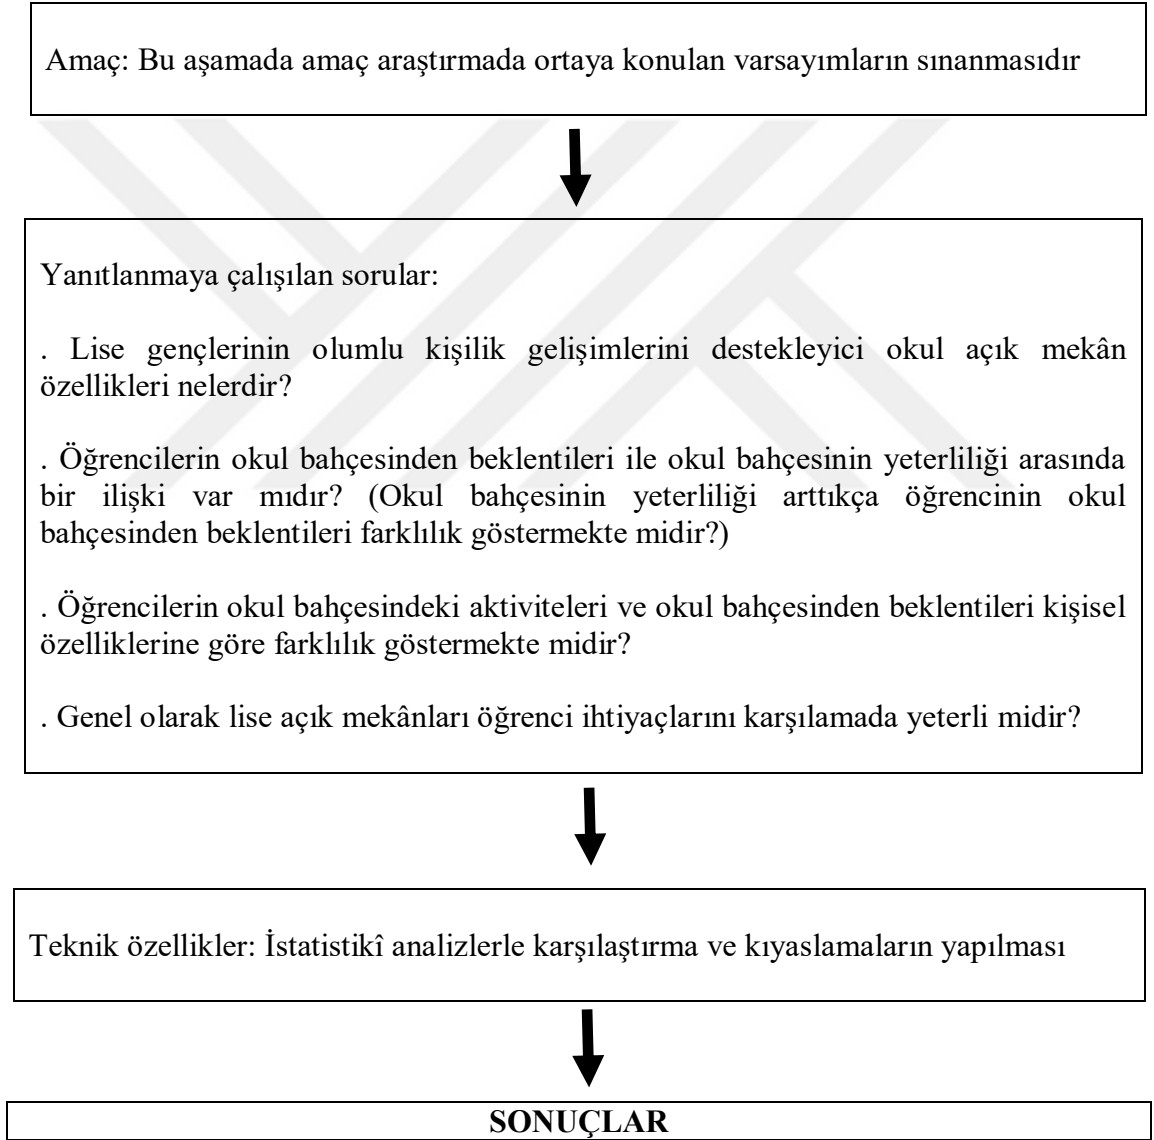 Amaç: Bu aşamada amaç araştırmada ortaya konulan varsayımların sınanmasıdır
Yanıtlanmaya çalışılan sorular:
. Lise gençlerinin olumlu kişilik gelişimlerini destekleyici okul açık mekân
özellikleri nelerdir?
. Öğrencilerin okul bahçesinden beklentileri ile okul bahçesinin yeterliliği arasında
bir ilişki var mıdır? (Okul bahçesinin yeterliliği arttıkça öğrencinin okul
bahçesinden beklentileri farklılık göstermekte midir?)
. Öğrencilerin okul bahçesindeki aktiviteleri ve okul bahçesinden beklentileri kişisel
özelliklerine göre farklılık göstermekte midir?
. Genel olarak lise açık mekânları öğrenci ihtiyaçlarını karşılamada yeterli midir?
Teknik özellikler: İstatistikî analizlerle karşılaştırma ve kıyaslamaların yapılması
SONUÇLAR